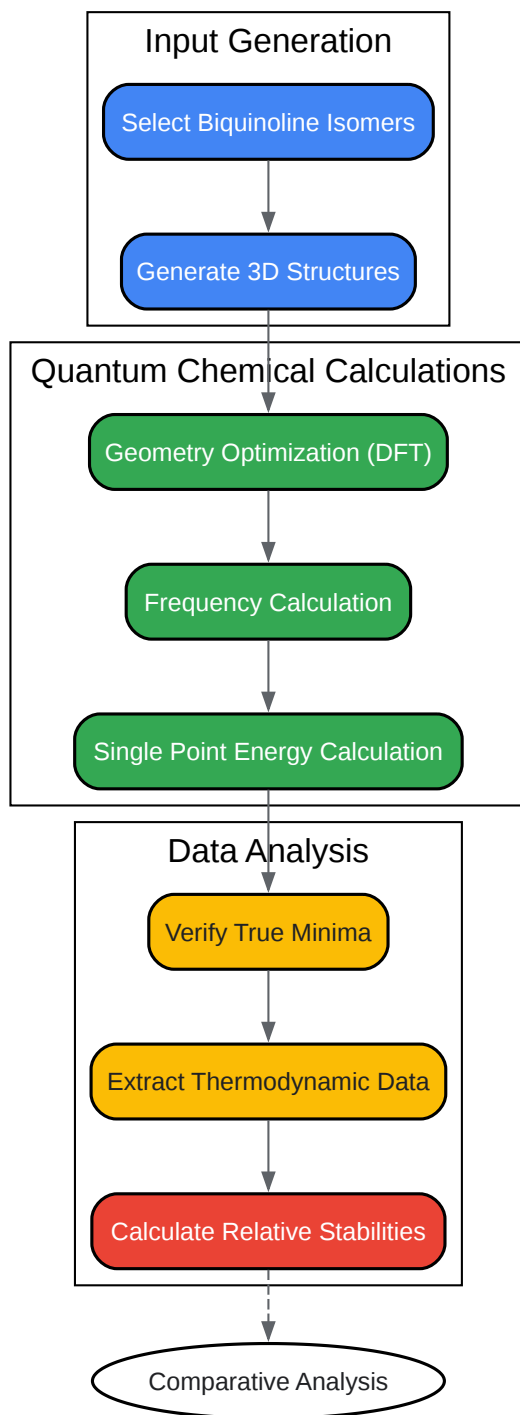 Input Generation
Select Biquinoline Isomers
Generate 3D Structures
Quantum Chemical Calculations
Geometry Optimization (DFT)
Frequency Calculation
Single Point Energy Calculation
Data Analysis
Verify True Minima
Extract Thermodynamic Data
Calculate Relative Stabilities
Comparative Analysis